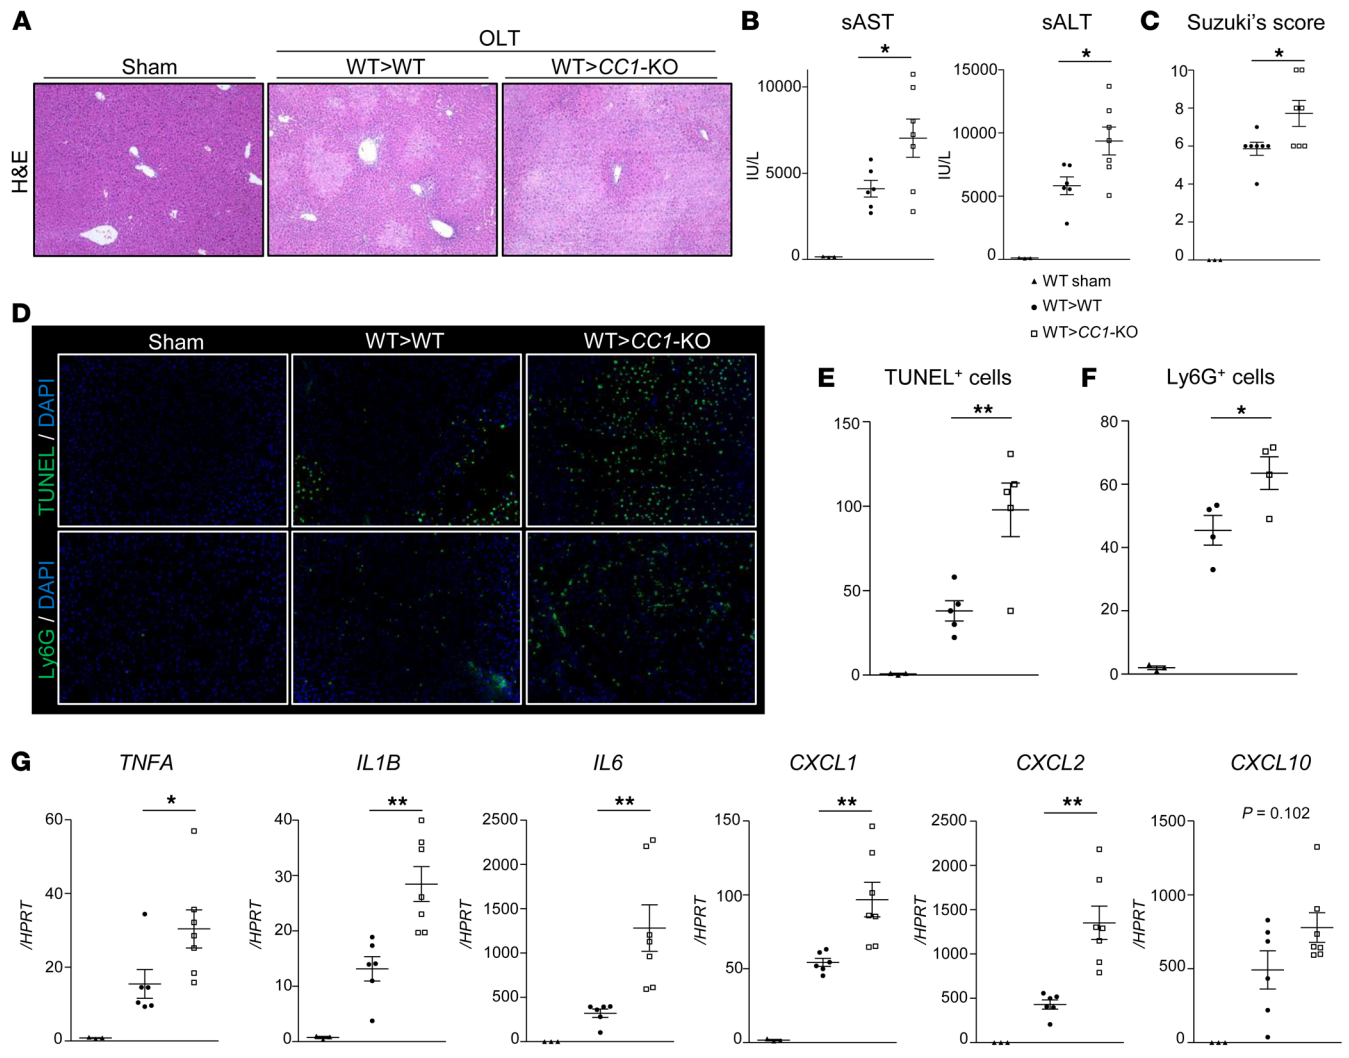 A
OLT
Sham
WT>WT
WT>CC1-KO
H&E
B
sAST
*
10000
5000
0
IU/L
sALT
*
15000
10000
5000
0
IU/L
C
Suzuki's score
*
10
8
6
4
2
0
▲ WT sham
● WT>WT
□ WT>CC1-KO
D
Sham
WT>WT
WT>CC1-KO
TUNEL / DAPI
Ly6G / DAPI
E
TUNEL+ cells
**
150
100
50
0
F
Ly6G+ cells
*
80
60
40
20
0
G
TNFA
*
60
40
20
0
/HPRT
IL1B
**
40
30
20
10
0
/HPRT
IL6
**
2500
2000
1500
1000
500
0
/HPRT
CXCL1
**
150
100
50
0
/HPRT
CXCL2
**
2500
2000
1500
1000
500
0
/HPRT
CXCL10
P = 0.102
1500
1000
500
0
/HPRT